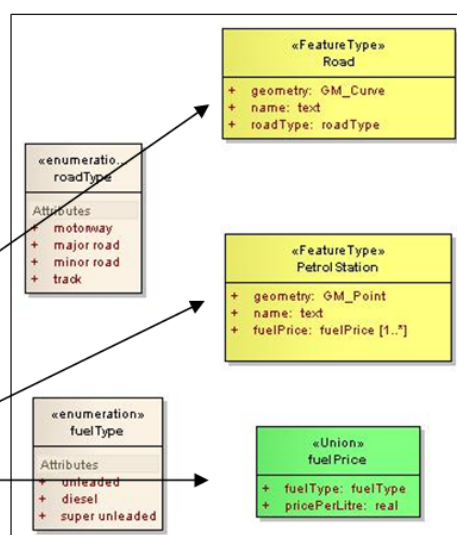 «FeatureType»
Road
+ geometry: GM_Curve
+ name: text
+ roadType: roadType
«enumeratio...
roadType
Attributes
+ motorway
+ major road
+ minor road
+ track
«FeatureType»
Petrol Station
+ geometry: GM_Point
+ name: text
+ fuelPrice: fuelPrice [1..*]
«enumeration»
fuelType
Attributes
+ unleaded
+ diesel
+ super unleaded
«Union»
fuelPrice
+ fuelType: fuelType
+ pricePerLitre: real